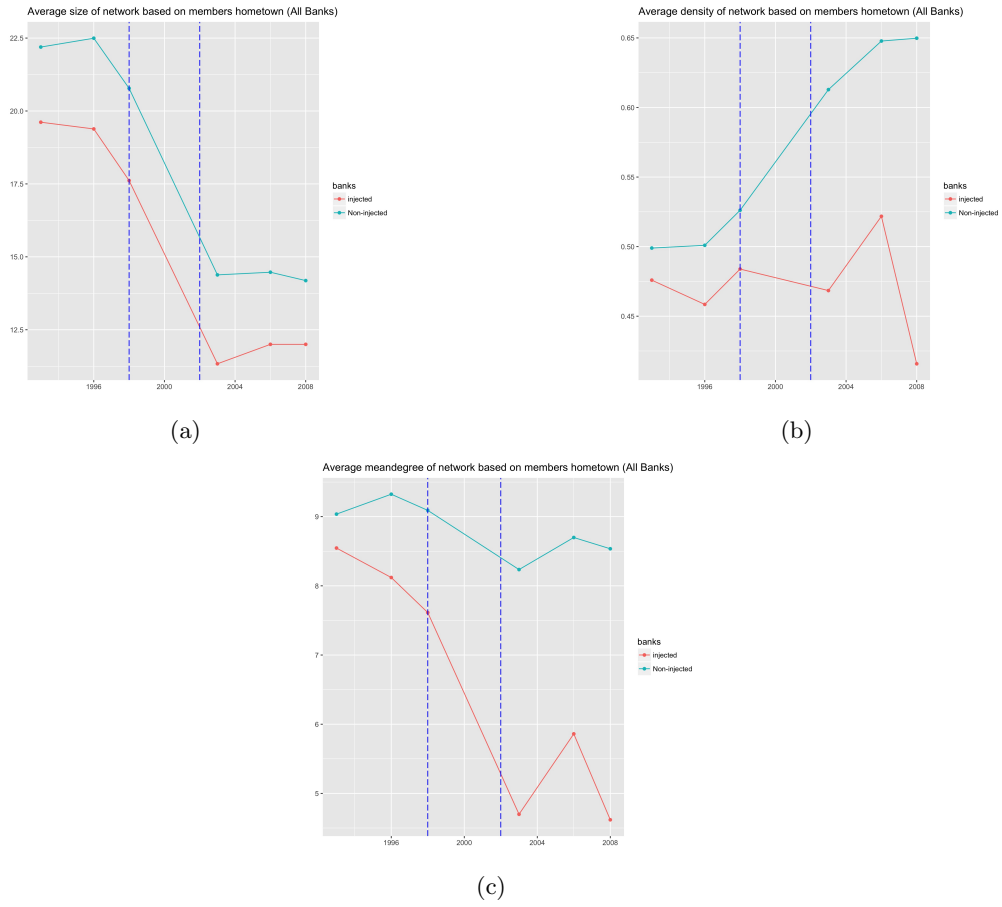 Average size of network based on members hometown (All Banks)
22.5
20.0
17.5
15.0
12.5
1996 2000 2004 2008
banks
injected
Non-injected
(a)
Average density of network based on members hometown (All Banks)
0.65
0.60
0.55
0.50
0.45
1996 2000 2004 2008
banks
injected
Non-injected
(b)
Average meandegree of network based on members hometown (All Banks)
9
8
7
6
5
1996 2000 2004 2008
banks
injected
Non-injected
(c)